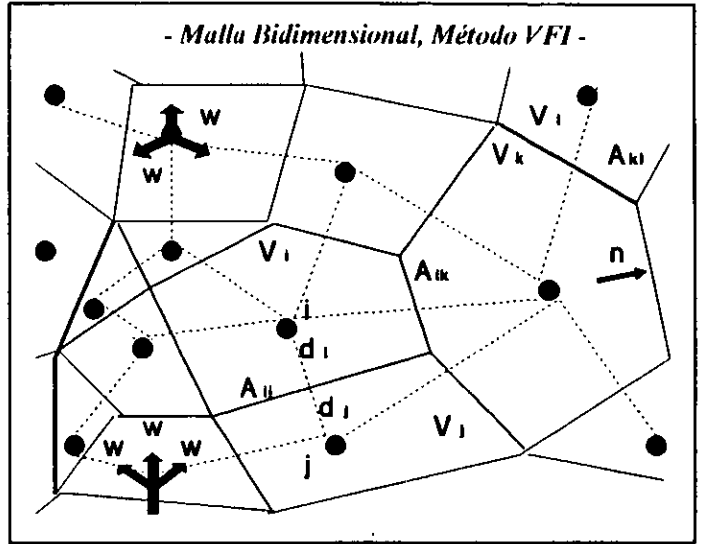 - Malla Bidimensional, Método VFI -
w
w
V l
V k
A kl
n
V i
A ik
i
d i
A ij
d j
V j
j
w
w
w